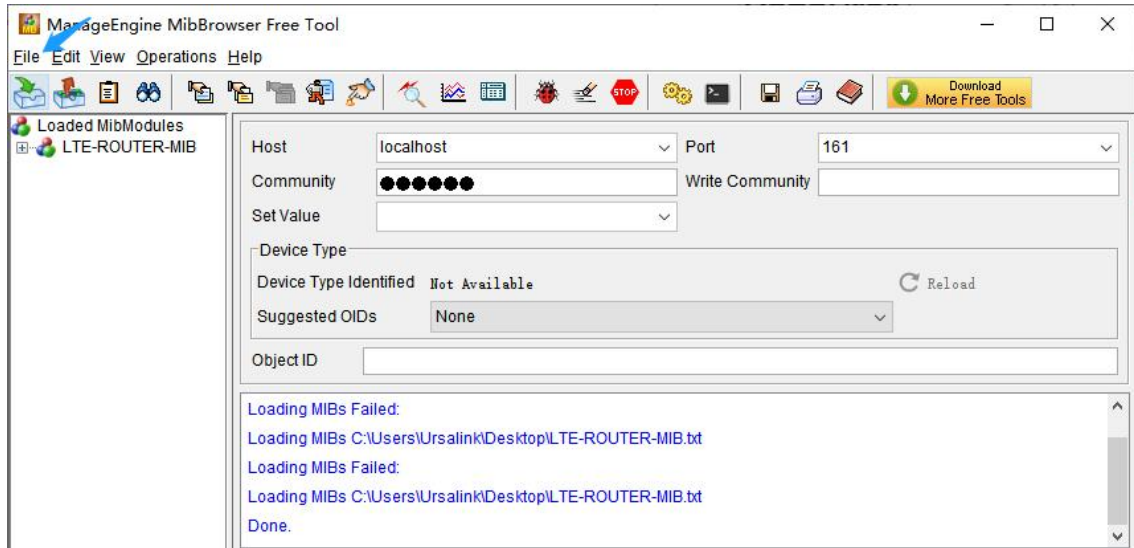 ManageEngine MibBrowser Free Tool
File Edit View Operations Help
STOP
Download
More Free Tools
Loaded MibModules
LTE-ROUTER-MIB
Host localhost Port 161
Community ●●●●●● Write Community
Set Value
Device Type
Device Type Identified Not Available Reload
Suggested OIDs None
Object ID
Loading MIBs Failed:
Loading MIBs C:\Users\Ursalink\Desktop\LTE-ROUTER-MIB.txt
Loading MIBs Failed:
Loading MIBs C:\Users\Ursalink\Desktop\LTE-ROUTER-MIB.txt
Done.